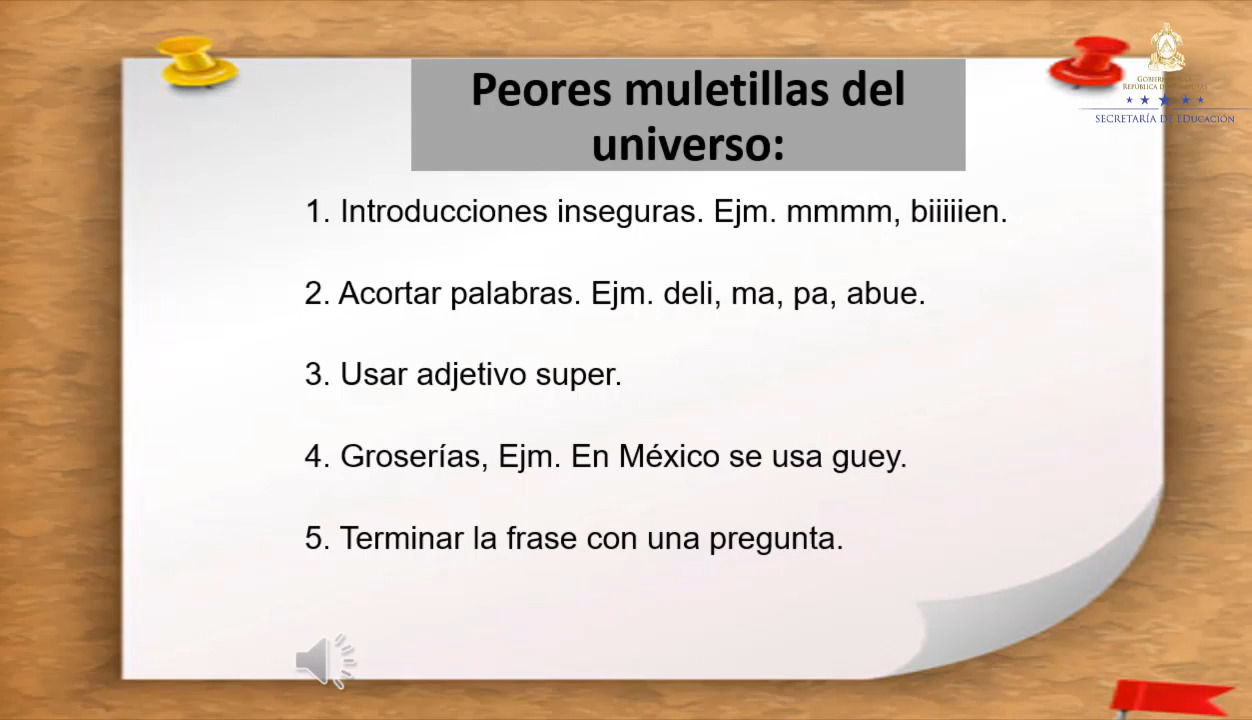 Peores muletillas del
universo:
1. Introducciones inseguras. Ejm. mmmm, biiiiien.
2. Acortar palabras. Ejm. deli, ma, pa, abue.
3. Usar adjetivo super.
4. Groserías, Ejm. En México se usa guey.
5. Terminar la frase con una pregunta.
SECRETARÍA DE EDUCACIÓN